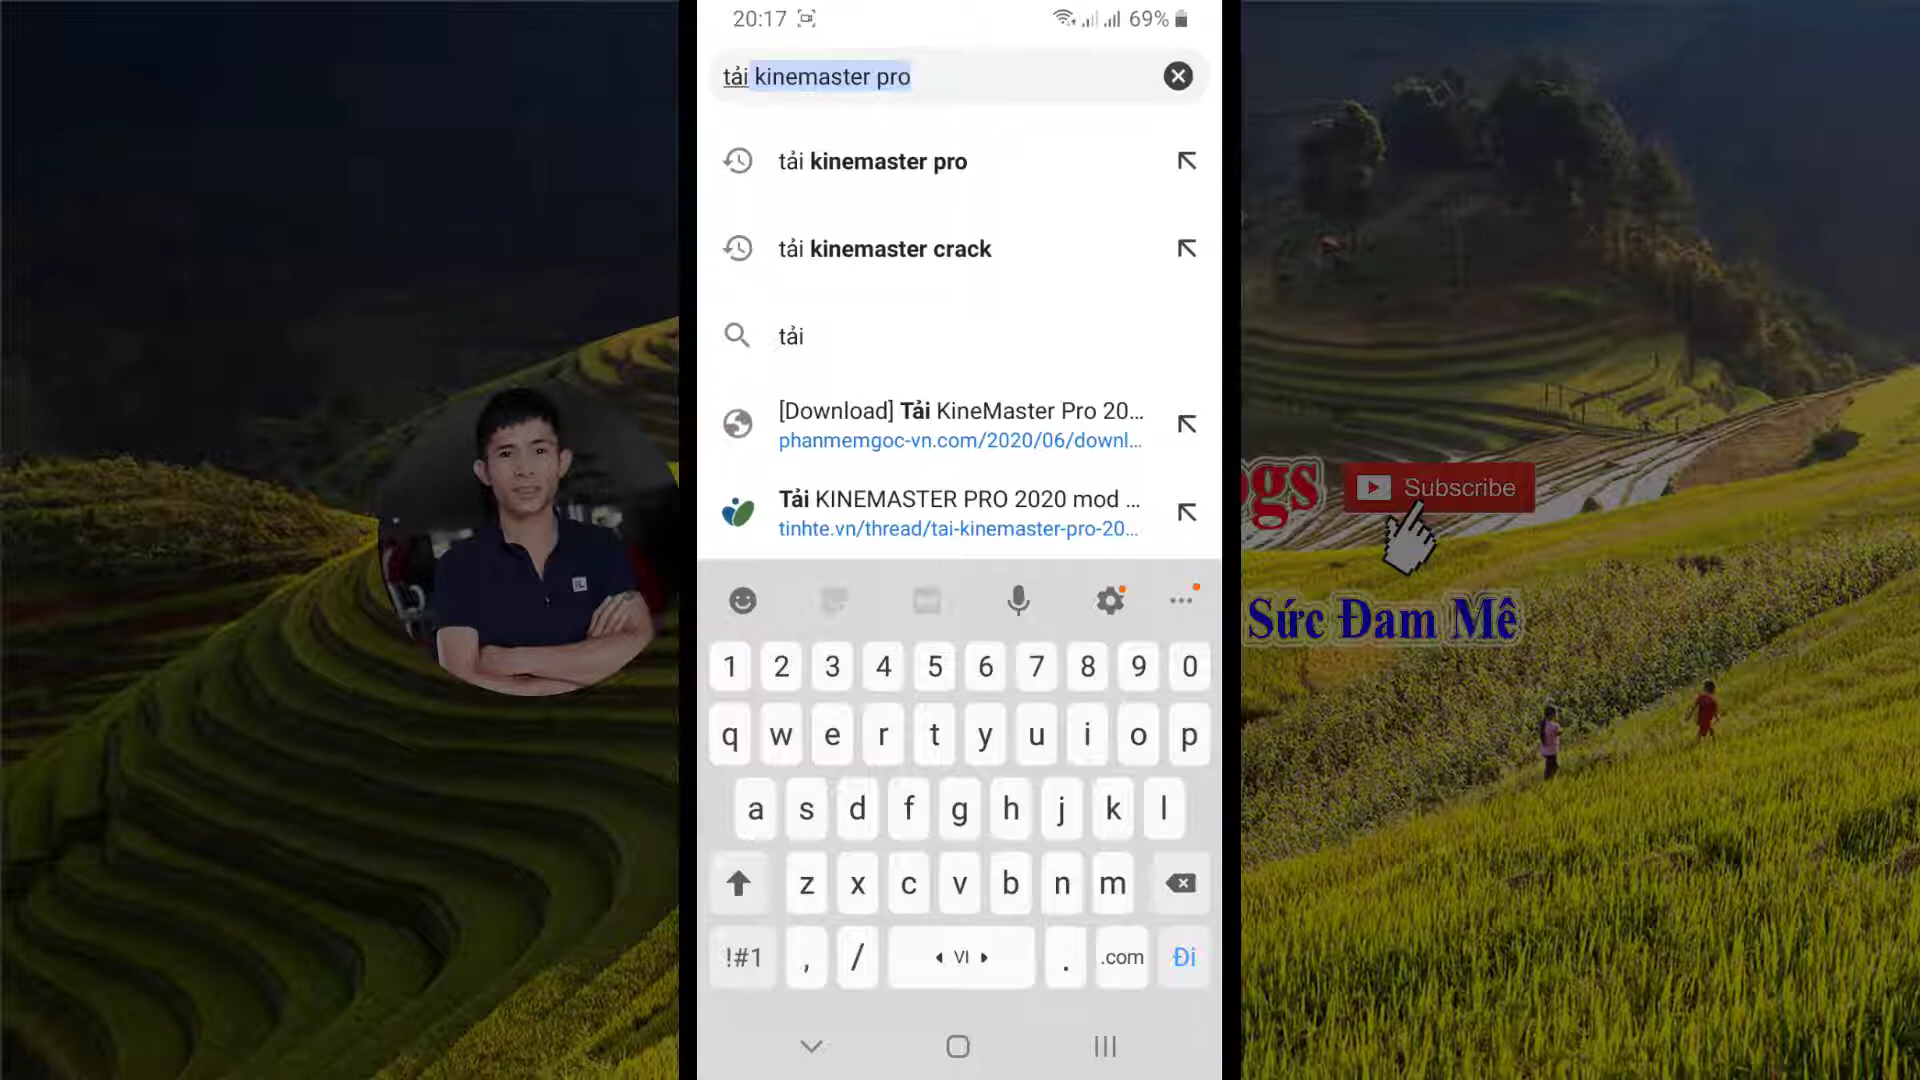 20:17
69%
tải kinemaster pro
tải kinemaster pro
tải kinemaster crack
tải
[Download] Tải KineMaster Pro 20...
phanmemgoc-vn.com/2020/06/downl...
Tải KINEMASTER PRO 2020 mod ...
tinhte.vn/thread/tai-kinemaster-pro-20...
1 2 3 4 5 6 7 8 9 0
q w e r t y u i o p
a s d f g h j k l
z x c v b n m
!#1 , / VI . .com Đi
ogs
Subscribe
Sức Đam Mê
IL